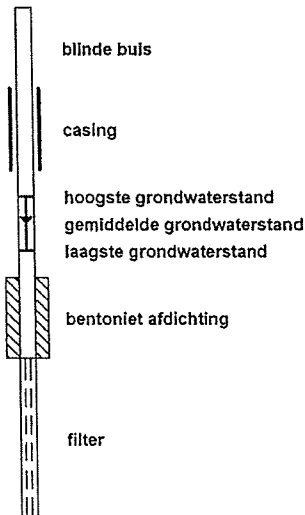 blinde buis
casing
hoogste grondwaterstand
gemiddelde grondwaterstand
laagste grondwaterstand
bentoniet afdichting
filter